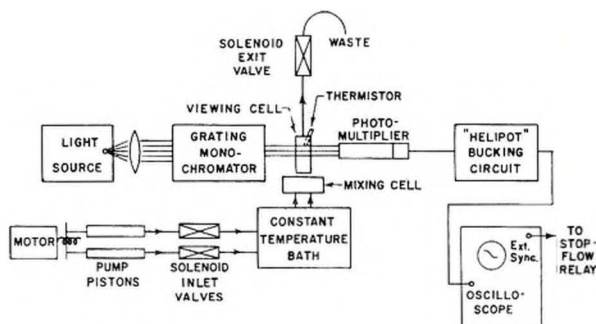 SOLENOID
EXIT
VALVE
WASTE
VIEWING CELL
THERMISTOR
PHOTO-
MULTIPLIER
LIGHT
SOURCE
GRATING
MONO-
CHROMATOR
"HELIPOT"
BUCKING
CIRCUIT
MIXING CELL
MOTOR
PUMP
PISTONS
SOLENOID
INLET
VALVES
CONSTANT
TEMPERATURE
BATH
Ext.
Sync.
OSCILLO-
SCOPE
TO
STOP-
FLOW
RELAY